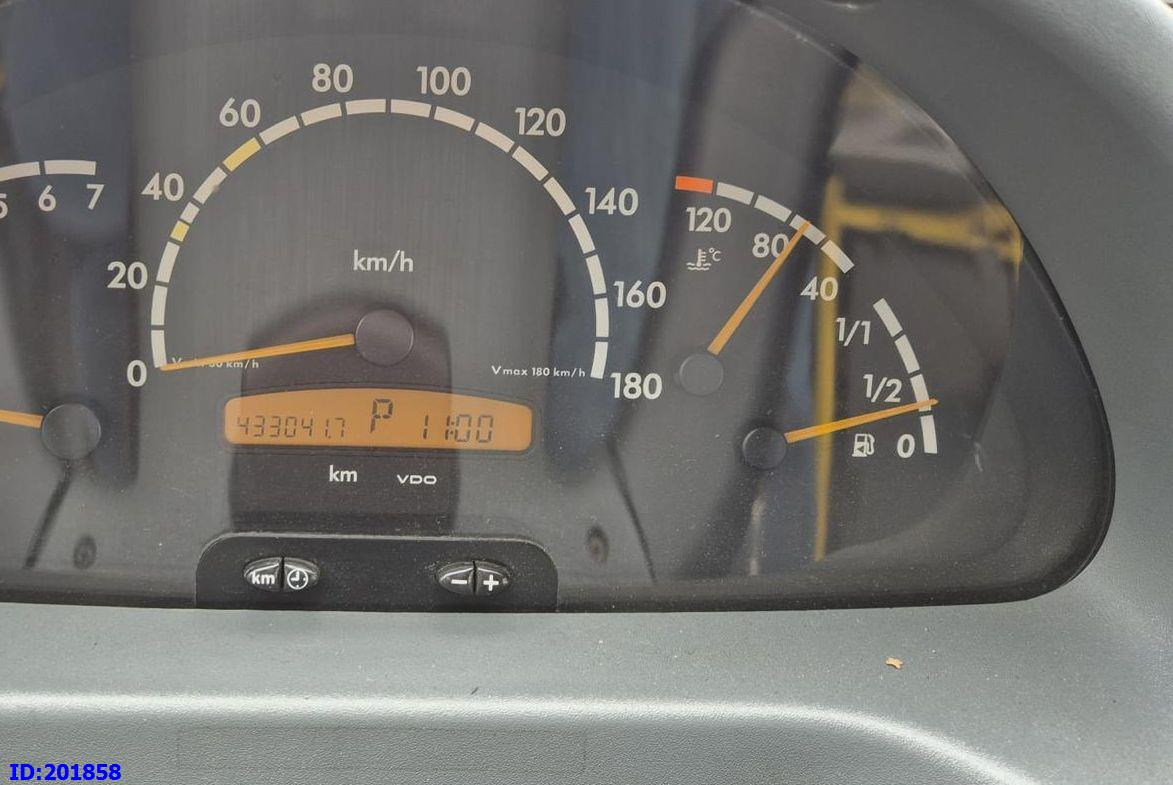 5 6 7
0 20 40 60 80 100 120 140 160 180
km/h
Vmax 180 km/h
433041.7 P 11:00
km VDO
km
- +
120 80 40
°C
1/1 1/2 0
ID:201858